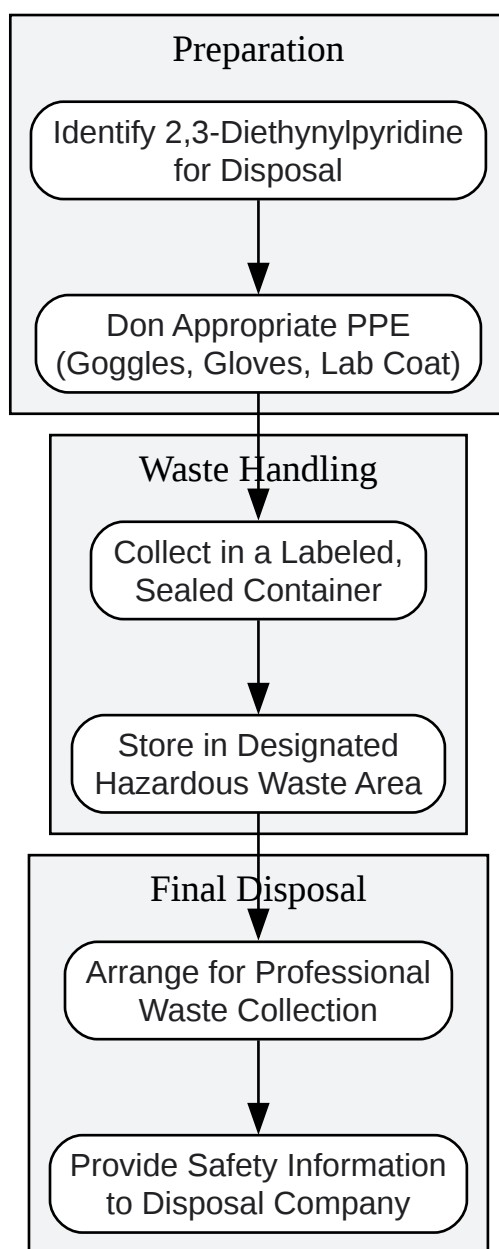 Preparation
Identify 2,3-Diethynylpyridine
for Disposal
Don Appropriate PPE
(Goggles, Gloves, Lab Coat)
Waste Handling
Collect in a Labeled,
Sealed Container
Store in Designated
Hazardous Waste Area
Final Disposal
Arrange for Professional
Waste Collection
Provide Safety Information
to Disposal Company